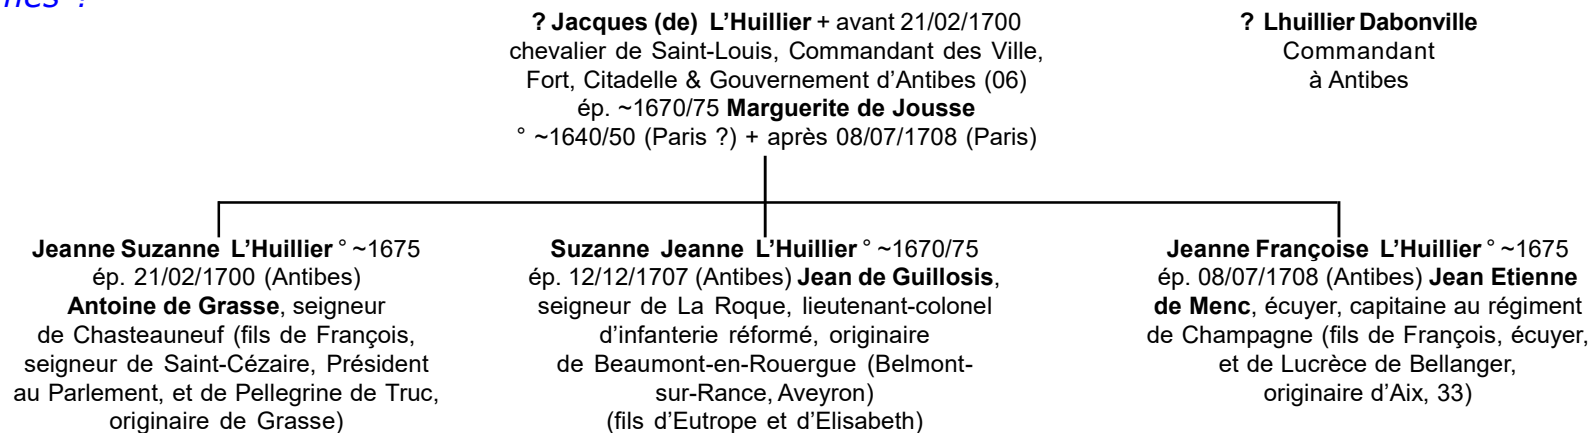 ? Jacques (de) L'Huillier + avant 21/02/1700
chevalier de Saint-Louis, Commandant des Ville,
Fort, Citadelle & Gouvernement d'Antibes (06)
ép. ~1670/75 Marguerite de Jousse
° ~1640/50 (Paris ?) + après 08/07/1708 (Paris)
? Lhuillier Dabonville
Commandant
à Antibes
Jeanne Suzanne L'Huillier ° ~1675
ép. 21/02/1700 (Antibes)
Antoine de Grasse, seigneur
de Chasteauneuf (fils de François,
seigneur de Saint-Cézaire, Président
au Parlement, et de Pellegrine de Truc,
originaire de Grasse)
Suzanne Jeanne L'Huillier ° ~1670/75
ép. 12/12/1707 (Antibes) Jean de Guillosis,
seigneur de La Roque, lieutenant-colonel
d'infanterie réformé, originaire
de Beaumont-en-Rouergue (Belmont-
sur-Rance, Aveyron)
(fils d'Eutrope et d'Elisabeth)
Jeanne Françoise L'Huillier ° ~1675
ép. 08/07/1708 (Antibes) Jean Etienne
de Menc, écuyer, capitaine au régiment
de Champagne (fils de François, écuyer,
et de Lucrèce de Bellanger,
originaire d'Aix, 33)